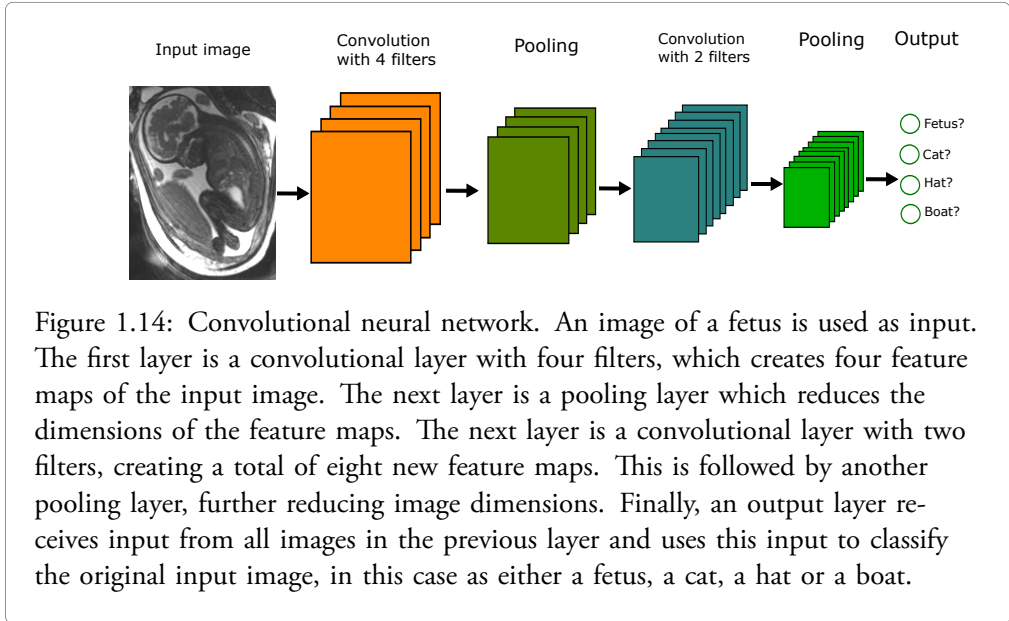 Input image
Convolution
with 4 filters
Pooling
Convolution
with 2 filters
Pooling
Output
Fetus?
Cat?
Hat?
Boat?
Figure 1.14: Convolutional neural network. An image of a fetus is used as input.
The first layer is a convolutional layer with four filters, which creates four feature
maps of the input image. The next layer is a pooling layer which reduces the
dimensions of the feature maps. The next layer is a convolutional layer with two
filters, creating a total of eight new feature maps. This is followed by another
pooling layer, further reducing image dimensions. Finally, an output layer re-
ceives input from all images in the previous layer and uses this input to classify
the original input image, in this case as either a fetus, a cat, a hat or a boat.